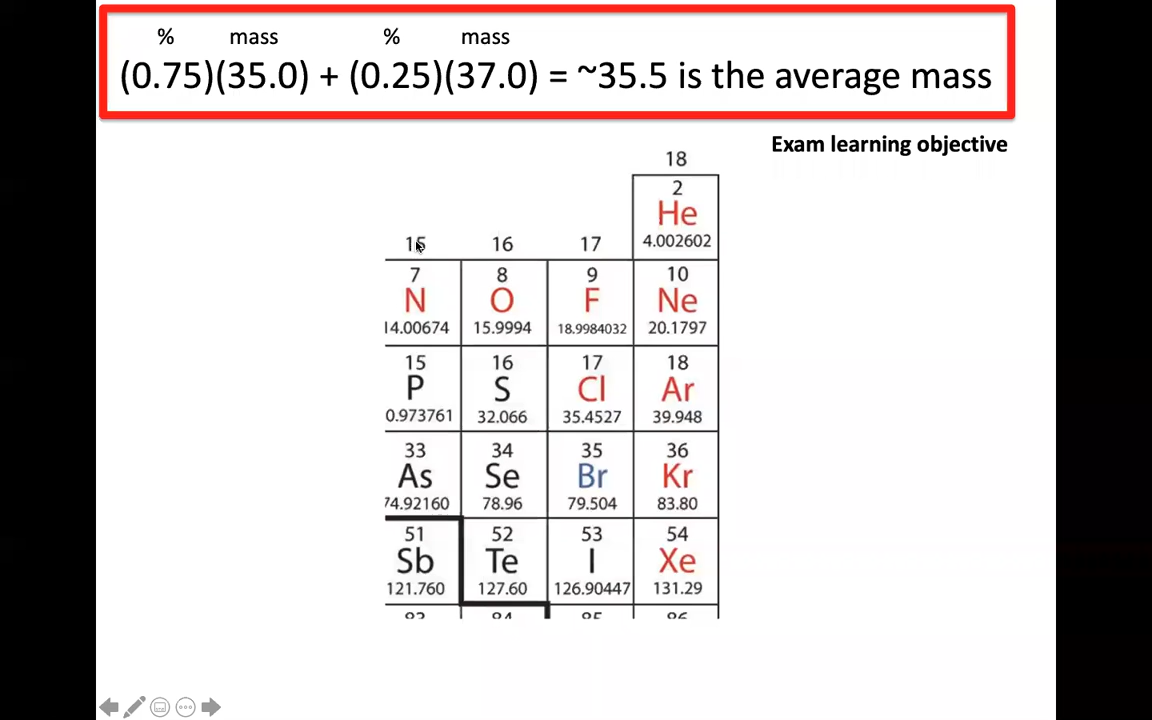 % mass % mass
(0.75)(35.0) + (0.25)(37.0) = ~35.5 is the average mass
Exam learning objective
18
2
He
4.002602
15 16 17
7 8 9 10
N O F Ne
14.00674 15.9994 18.9984032 20.1797
15 16 17 18
P S Cl Ar
0.973761 32.066 35.4527 39.948
33 34 35 36
As Se Br Kr
74.92160 78.96 79.504 83.80
51 52 53 54
Sb Te I Xe
121.760 127.60 126.90447 131.29